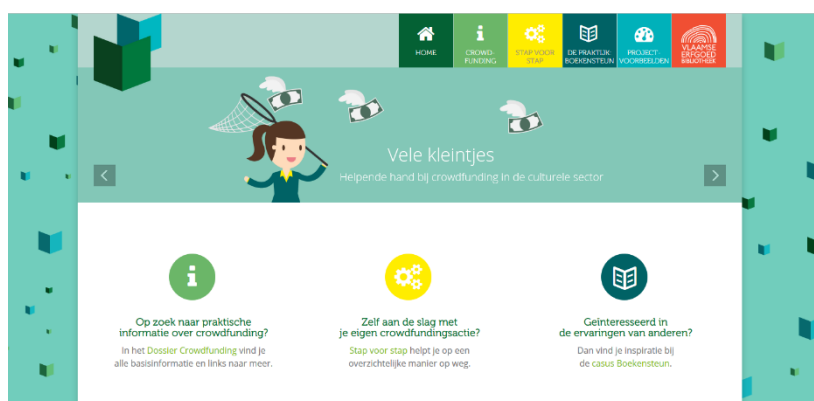 HOME
CROWD-
FUNDING
STAP VOOR
STAP
DE PRAKTIJK:
BOEKENSTEUN
PROJECT-
VOORBEELDEN
VLAAMSE
ERFGOED
BIBLIOTHEEK
Vele kleintjes
Helpende hand bij crowdfunding in de culturele sector
Op zoek naar praktische
informatie over crowdfunding?
In het Dossier Crowdfunding vind je
alle basisinformatie en links naar meer.
Zelf aan de slag met
je eigen crowdfundingsactie?
Stap voor stap helpt je op een
overzichtelijke manier op weg.
Geïnteresseerd in
de ervaringen van anderen?
Dan vind je inspiratie bij
de casus Boekensteun.